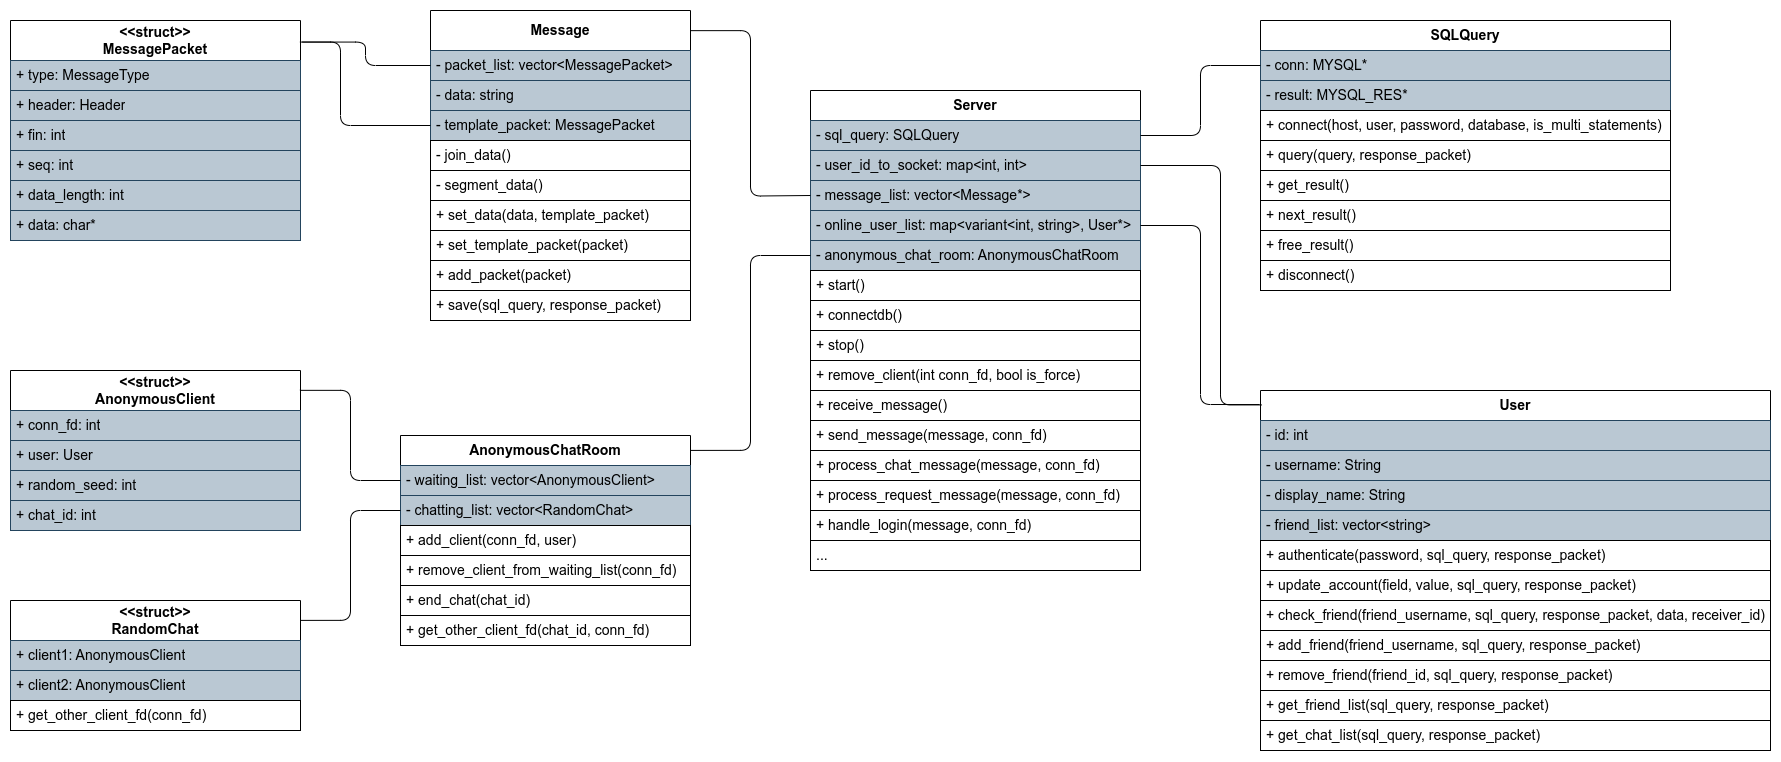 <<struct>>
MessagePacket
+ type: MessageType
+ header: Header
+ fin: int
+ seq: int
+ data_length: int
+ data: char*
Message
- packet_list: vector<MessagePacket>
- data: string
- template_packet: MessagePacket
- join_data()
- segment_data()
+ set_data(data, template_packet)
+ set_template_packet(packet)
+ add_packet(packet)
+ save(sql_query, response_packet)
Server
- sql_query: SQLQuery
- user_id_to_socket: map<int, int>
- message_list: vector<Message*>
- online_user_list: map<variant<int, string>, User*>
- anonymous_chat_room: AnonymousChatRoom
+ start()
+ connectdb()
+ stop()
+ remove_client(int conn_fd, bool is_force)
+ receive_message()
+ send_message(message, conn_fd)
+ process_chat_message(message, conn_fd)
+ process_request_message(message, conn_fd)
+ handle_login(message, conn_fd)
...
SQLQuery
- conn: MYSQL*
- result: MYSQL_RES*
+ connect(host, user, password, database, is_multi_statements)
+ query(query, response_packet)
+ get_result()
+ next_result()
+ free_result()
+ disconnect()
<<struct>>
AnonymousClient
+ conn_fd: int
+ user: User
+ random_seed: int
+ chat_id: int
AnonymousChatRoom
- waiting_list: vector<AnonymousClient>
- chatting_list: vector<RandomChat>
+ add_client(conn_fd, user)
+ remove_client_from_waiting_list(conn_fd)
+ end_chat(chat_id)
+ get_other_client_fd(chat_id, conn_fd)
User
- id: int
- username: String
- display_name: String
- friend_list: vector<string>
+ authenticate(password, sql_query, response_packet)
+ update_account(field, value, sql_query, response_packet)
+ check_friend(friend_username, sql_query, response_packet, data, receiver_id)
+ add_friend(friend_username, sql_query, response_packet)
+ remove_friend(friend_id, sql_query, response_packet)
+ get_friend_list(sql_query, response_packet)
+ get_chat_list(sql_query, response_packet)
<<struct>>
RandomChat
+ client1: AnonymousClient
+ client2: AnonymousClient
+ get_other_client_fd(conn_fd)